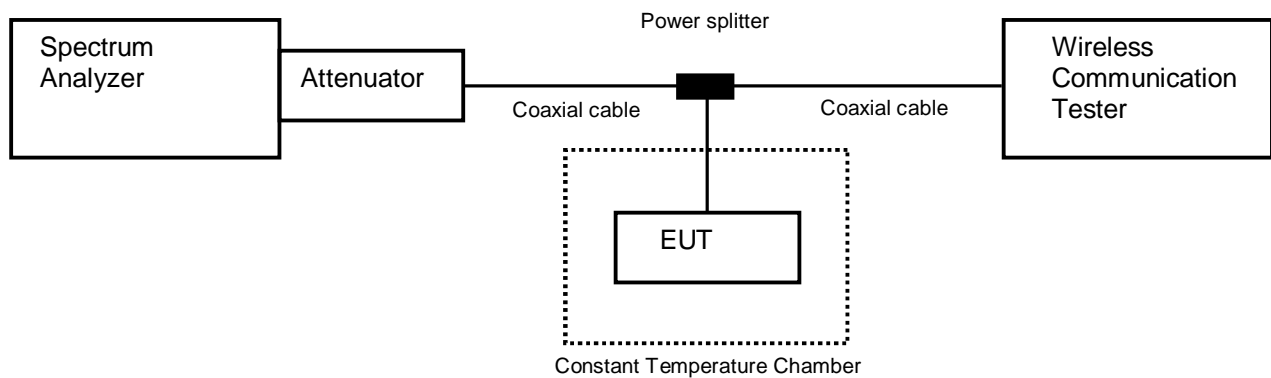 Power splitter
Spectrum
Analyzer
Attenuator
Wireless
Communication
Tester
Coaxial cable
Coaxial cable
EUT
Constant Temperature Chamber